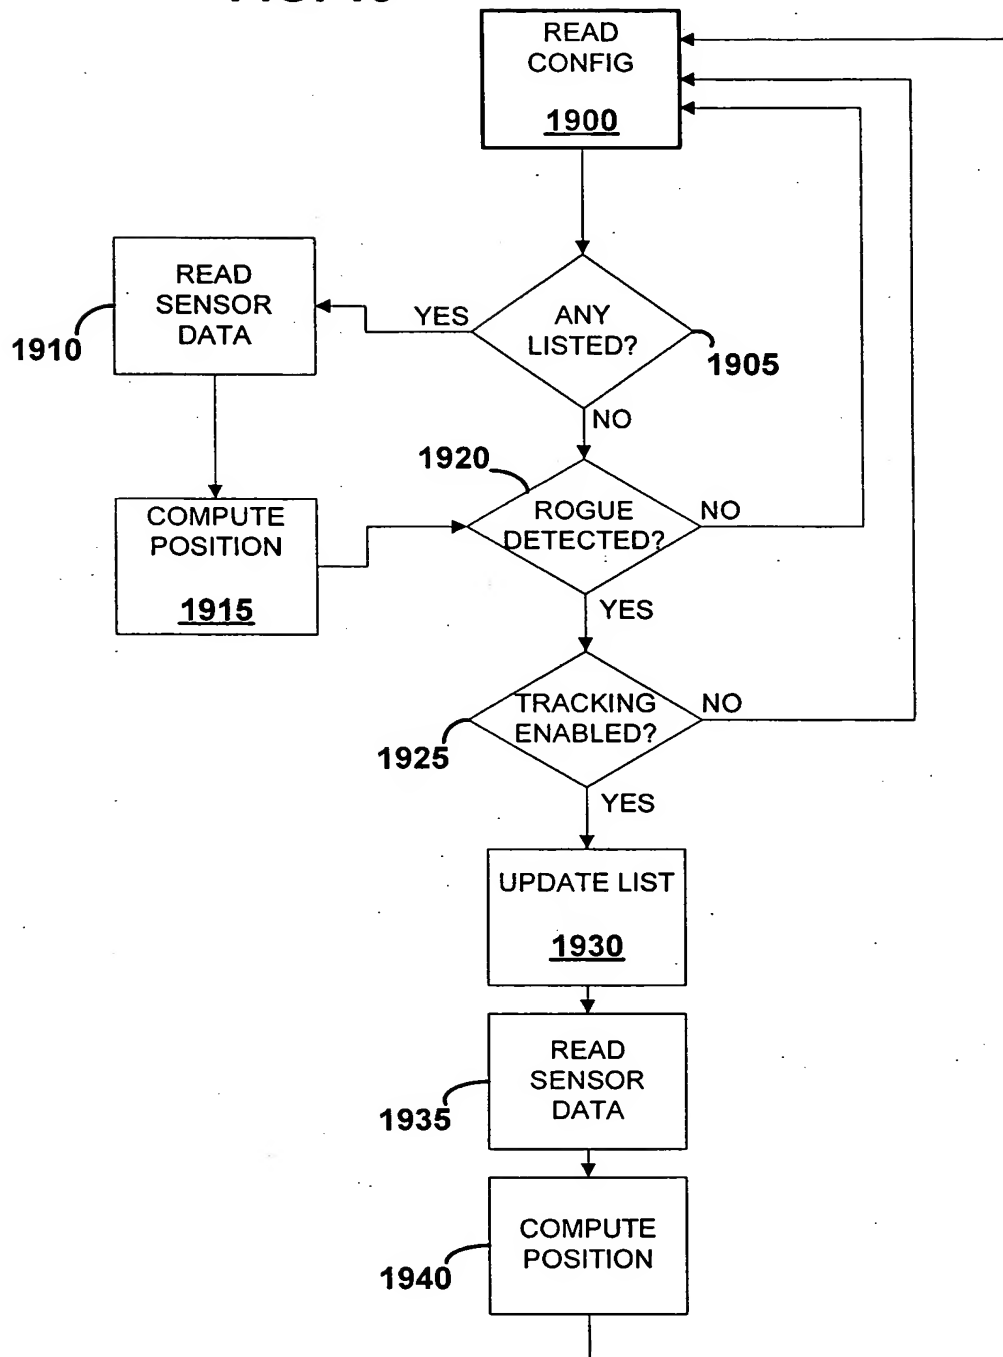 READ
CONFIG
1900
READ
SENSOR
DATA
1910
YES
ANY
LISTED?
1905
NO
1920
COMPUTE
POSITION
1915
ROGUE
DETECTED?
NO
YES
TRACKING
ENABLED?
NO
1925
YES
UPDATE LIST
1930
READ
SENSOR
DATA
1935
COMPUTE
POSITION
1940